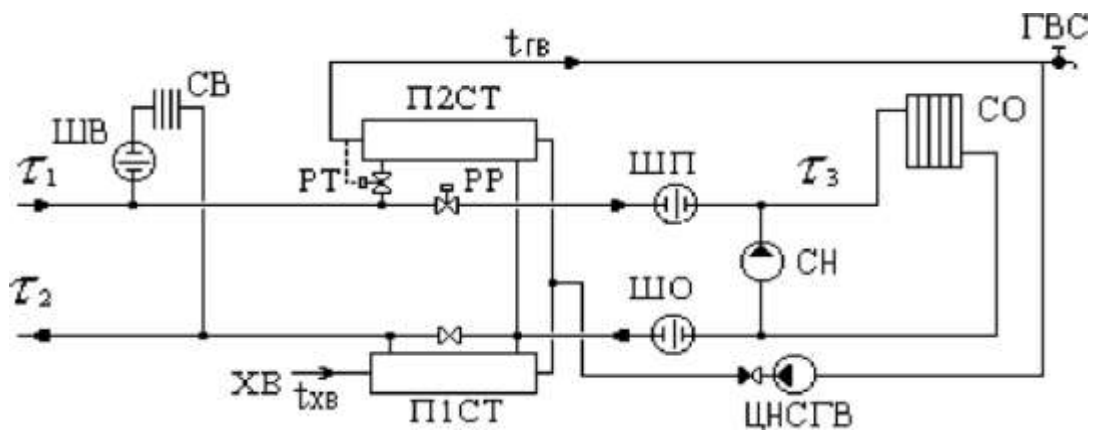 ГВС
tГВ
СВ
П2СТ
СО
ШВ
τ1
РТ
РР
ШП
τ3
СН
τ2
ШО
ХВ
tХВ
П1СТ
ЦНСГВ